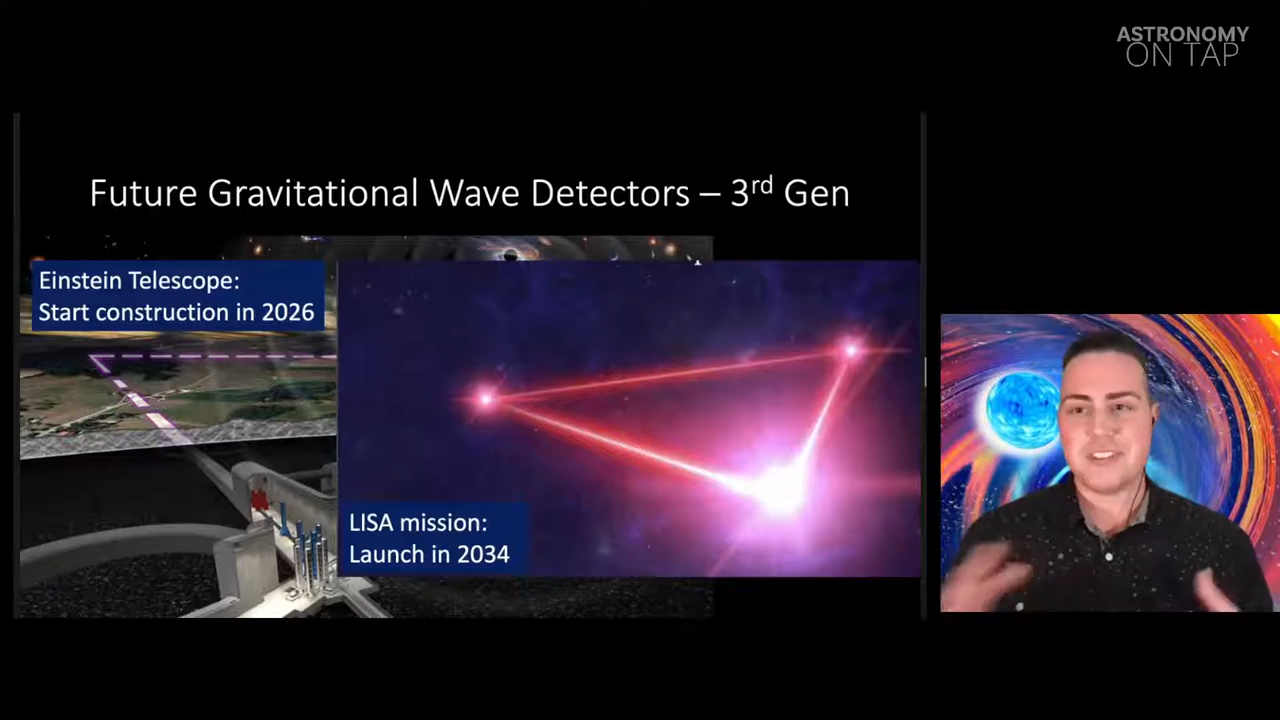 ASTRONOMY
ON TAP
Future Gravitational Wave Detectors – 3rd Gen
Einstein Telescope:
Start construction in 2026
LISA mission:
Launch in 2034